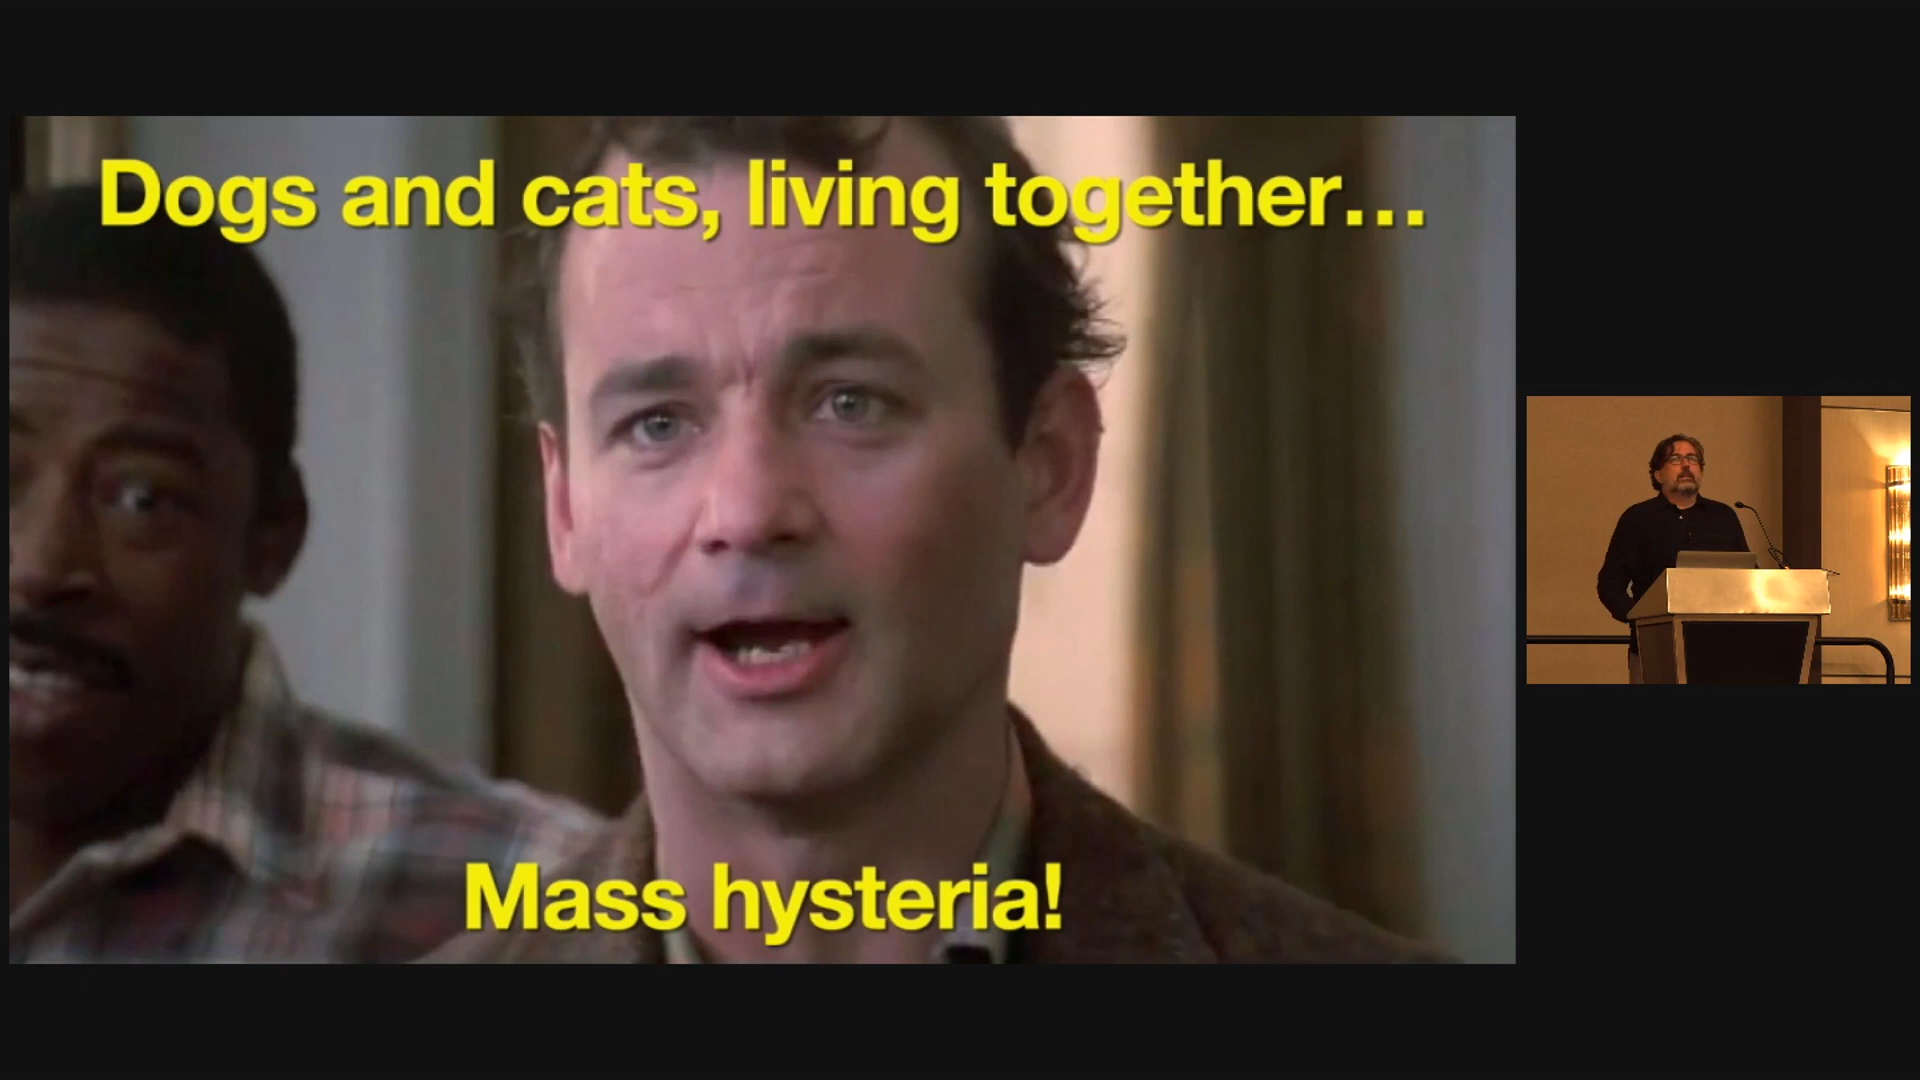 Dogs and cats, living together…
Mass hysteria!